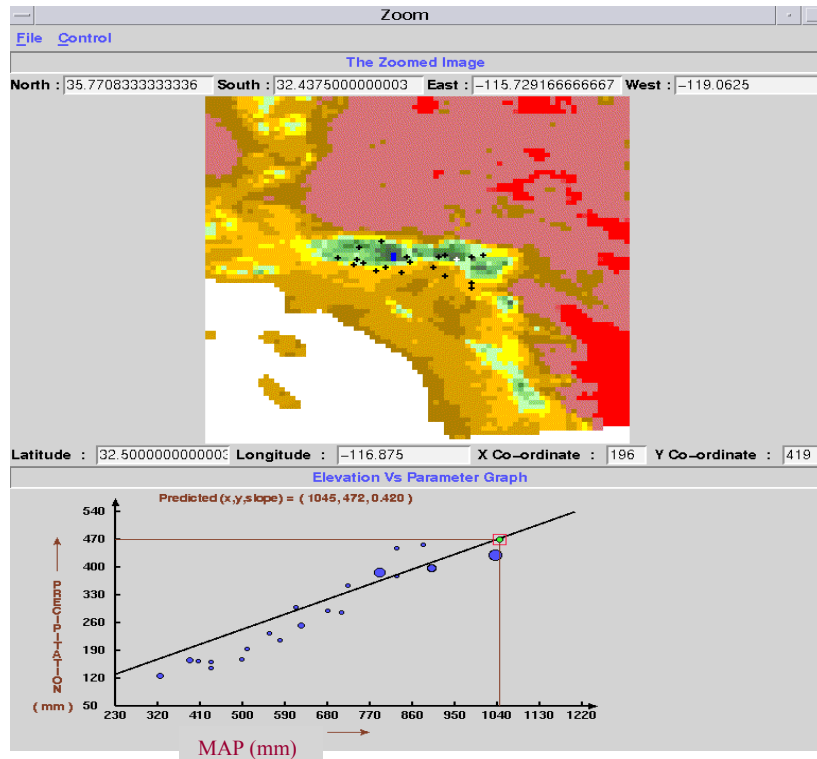 Zoom
File Control
The Zoomed Image
North : 35.7708333333336 South : 32.4375000000003 East : -115.729166666667 West : -119.0625
Latitude : 32.5000000000003 Longitude : -116.875 X Co-ordinate : 196 Y Co-ordinate : 419
Elevation Vs Parameter Graph
Predicted (x,y,slope) = ( 1045, 472, 0.420 )
540
470
400
330
260
190
120
50
PRECIPITATION
( mm )
230 320 410 500 590 680 770 860 950 1040 1130 1220
MAP (mm)